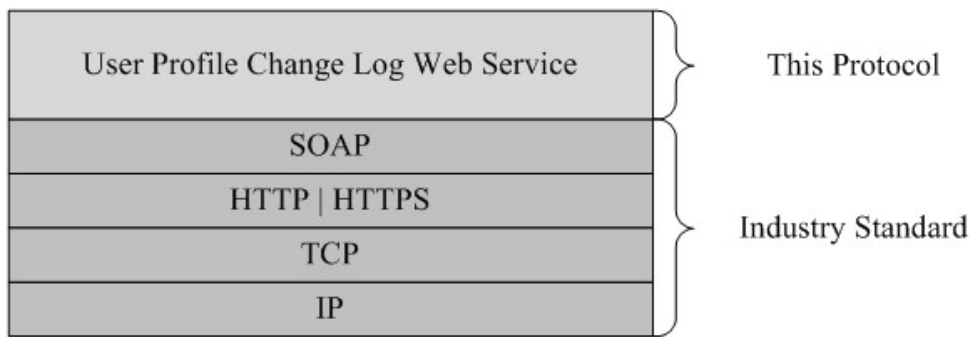 User Profile Change Log Web Service
This Protocol
SOAP
HTTP | HTTPS
TCP
IP
Industry Standard